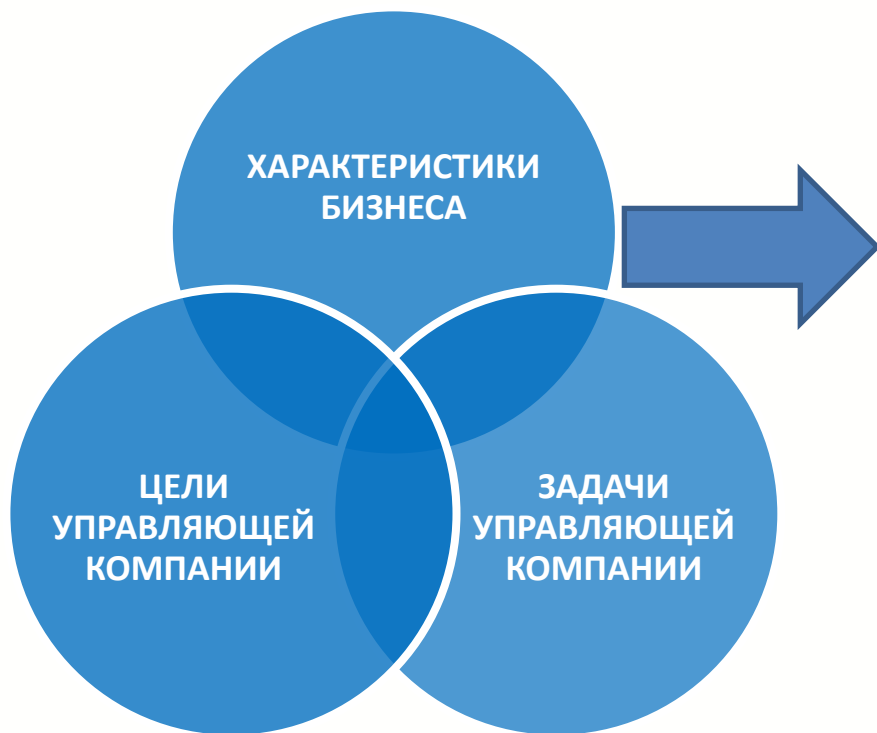 ХАРАКТЕРИСТИКИ
БИЗНЕСА
ЦЕЛИ
УПРАВЛЯЮЩЕЙ
КОМПАНИИ
ЗАДАЧИ
УПРАВЛЯЮЩЕЙ
КОМПАНИИ